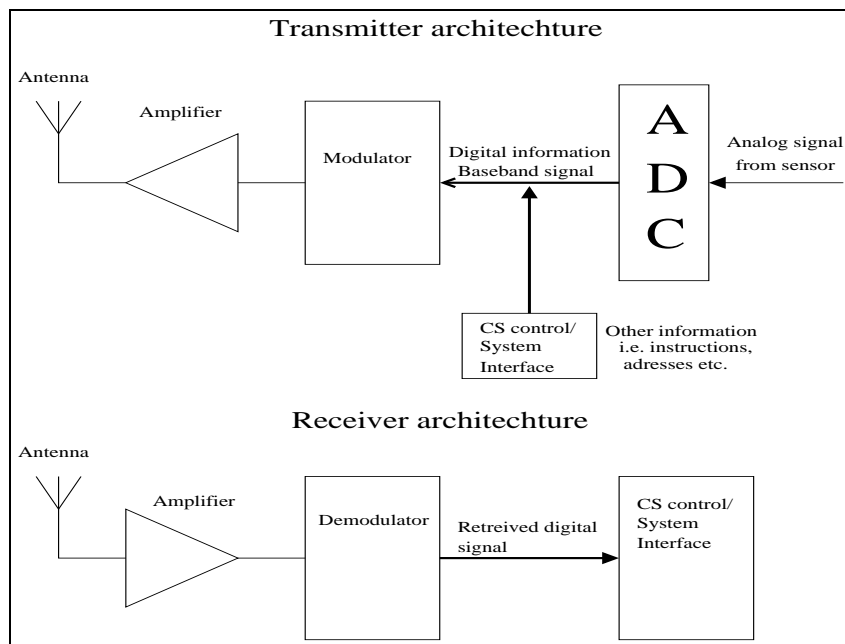 Transmitter architechture
Antenna
Amplifier
Modulator
Digital information
Baseband signal
A
D
C
Analog signal
from sensor
CS control/
System
Interface
Other information
i.e. instructions,
adresses etc.
Receiver architechture
Antenna
Amplifier
Demodulator
Retreived digital
signal
CS control/
System
Interface